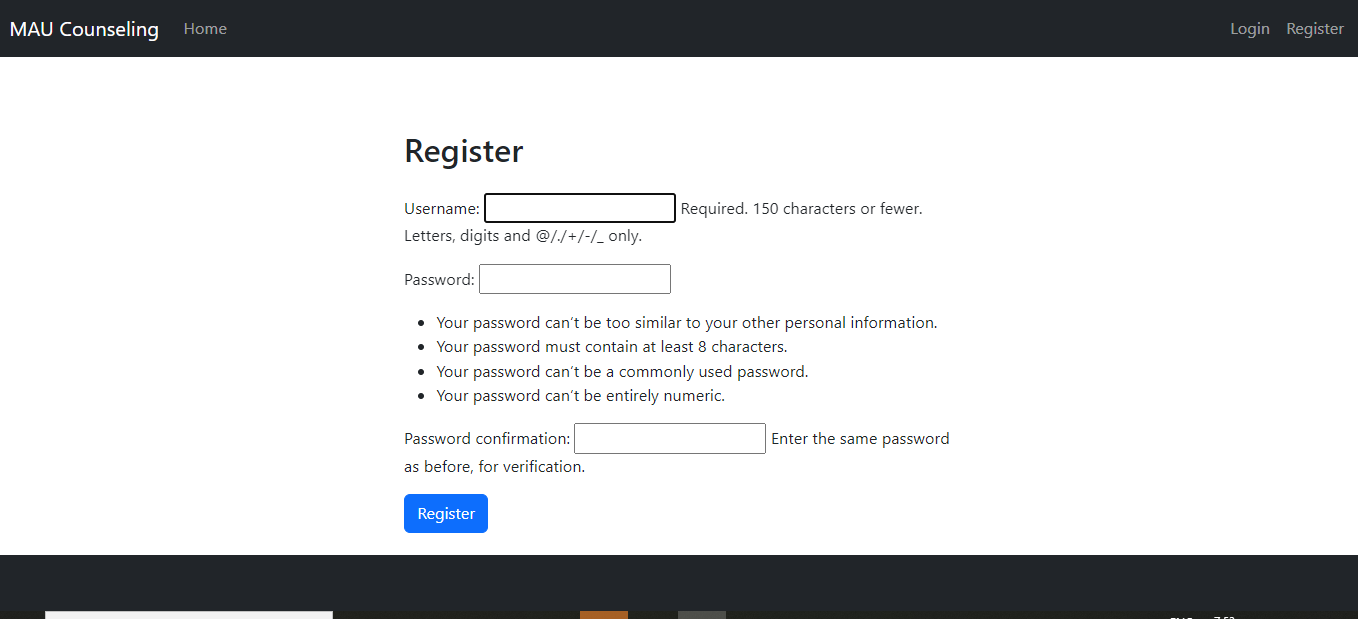 MAU Counseling Home Login Register
Register
Username: Required. 150 characters or fewer.
Letters, digits and @/./+/-/_ only.
Password:
• Your password can't be too similar to your other personal information.
• Your password must contain at least 8 characters.
• Your password can't be a commonly used password.
• Your password can't be entirely numeric.
Password confirmation: Enter the same password
as before, for verification.
Register